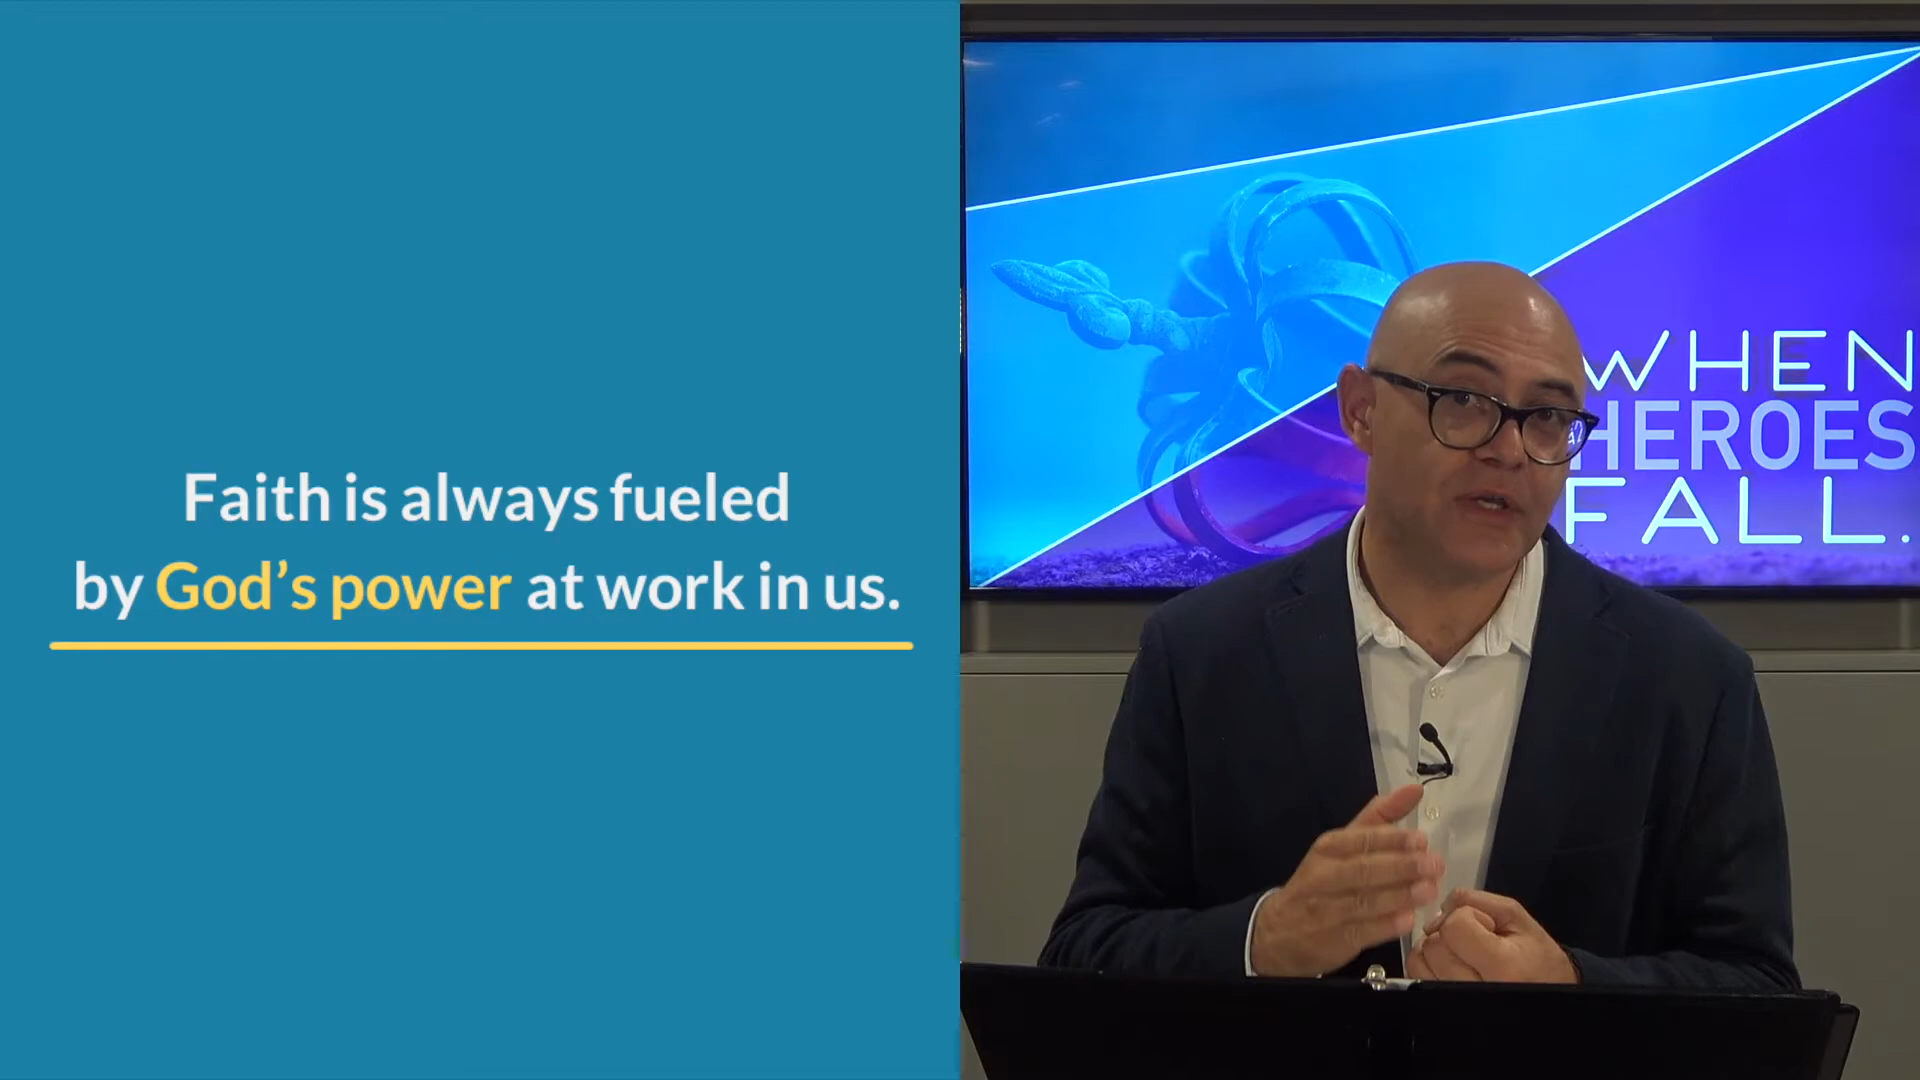 Faith is always fueled
by God’s power at work in us.
WHEN
HEROES
FALL.